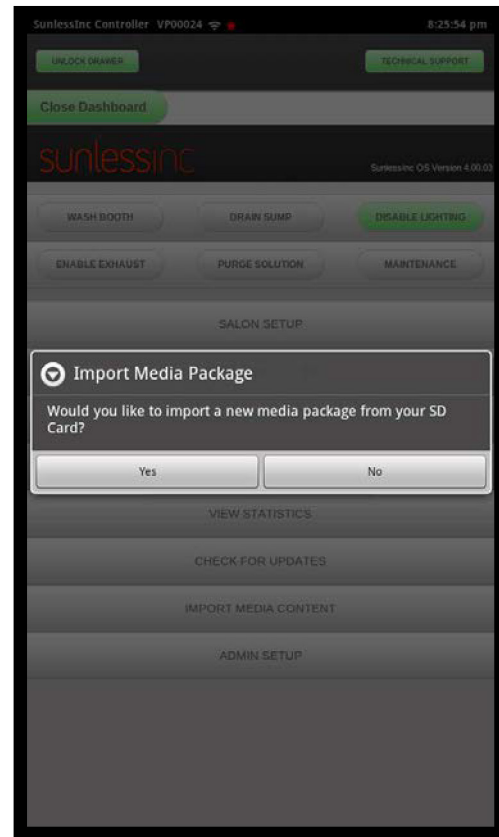 SunlessInc Controller VP00024 8:25:54 pm
UNLOCK DRAWER TECHNICAL SUPPORT
Close Dashboard
sunlessinc
SunlessInc OS Version 4.00.03
WASH BOOTH DRAIN SUMP DISABLE LIGHTING
ENABLE EXHAUST PURGE SOLUTION MAINTENANCE
SALON SETUP
Import Media Package
Would you like to import a new media package from your SD
Card?
Yes No
VIEW STATISTICS
CHECK FOR UPDATES
IMPORT MEDIA CONTENT
ADMIN SETUP